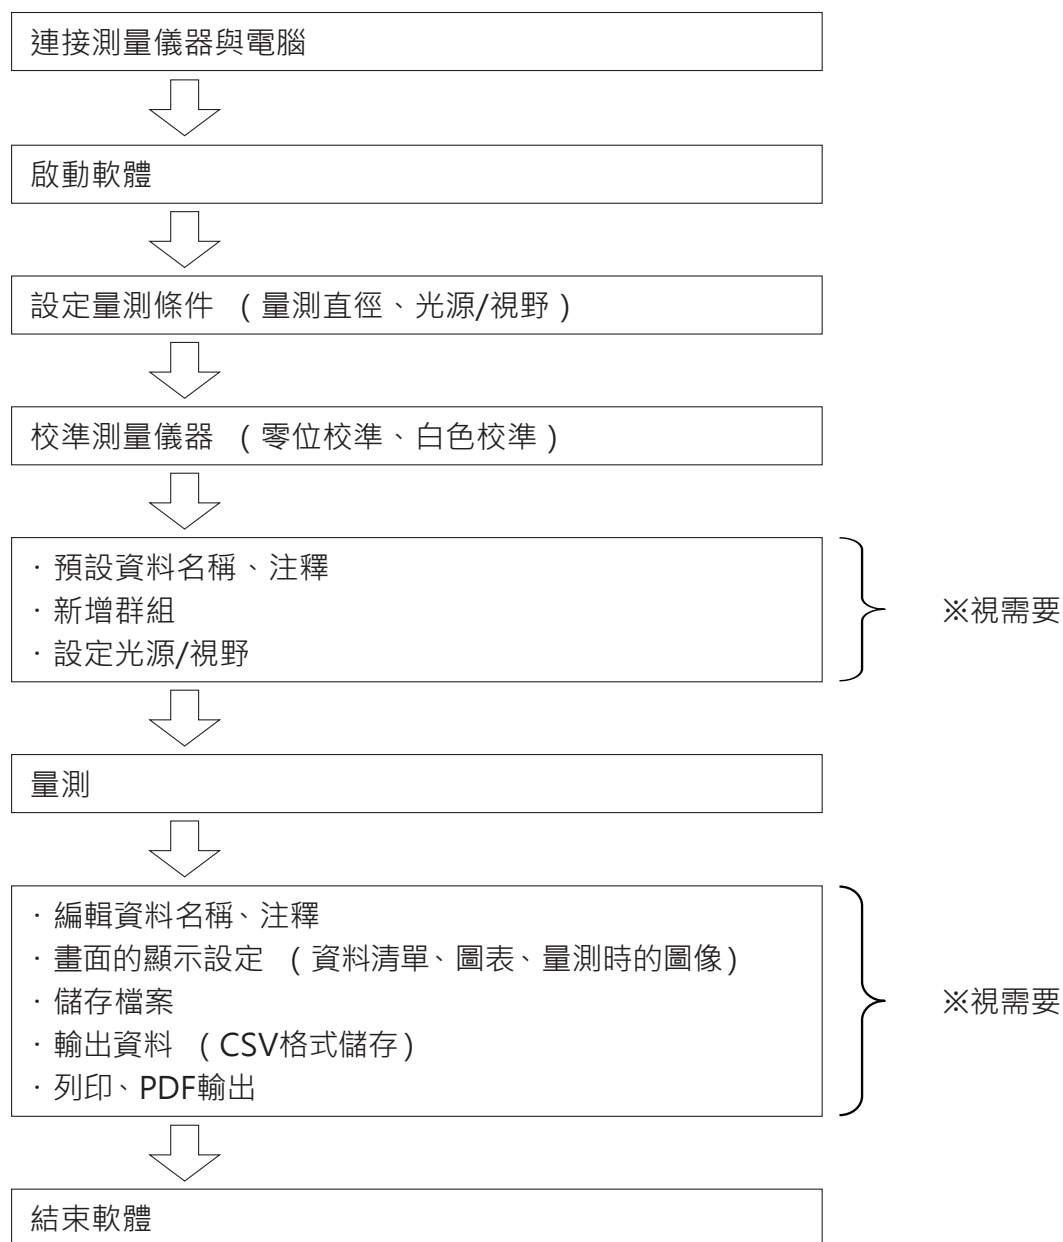 連接測量儀器與電腦
啟動軟體
設定量測條件 (量測直徑、光源/視野)
校準測量儀器 (零位校準、白色校準)
· 預設資料名稱、注釋
· 新增群組
· 設定光源/視野
※視需要
量測
· 編輯資料名稱、注釋
· 畫面的顯示設定 (資料清單、圖表、量測時的圖像)
· 儲存檔案
· 輸出資料 (CSV格式儲存)
· 列印、PDF輸出
※視需要
結束軟體